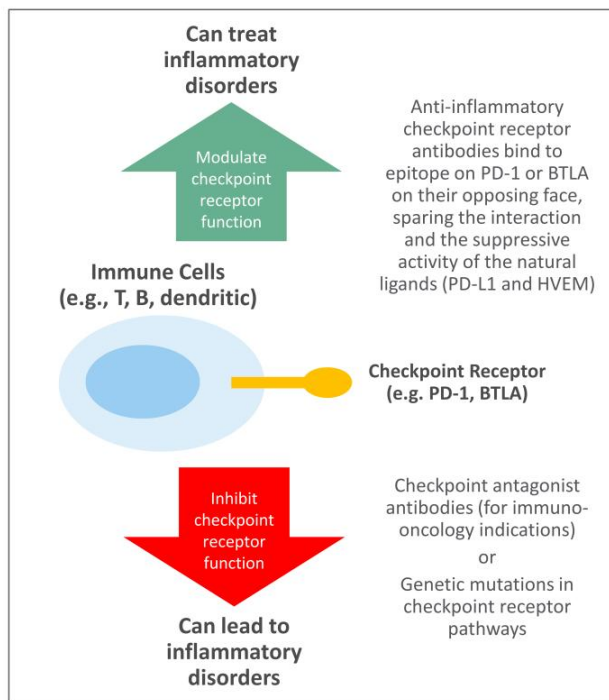 Can treat
inflammatory
disorders
Modulate
checkpoint
receptor
function
Anti-inflammatory
checkpoint receptor
antibodies bind to
epitope on PD-1 or BTLA
on their opposing face,
sparing the interaction
and the suppressive
activity of the natural
ligands (PD-L1 and HVEM)
Immune Cells
(e.g., T, B, dendritic)
Checkpoint Receptor
(e.g. PD-1, BTLA)
Inhibit
checkpoint
receptor
function
Checkpoint antagonist
antibodies (for immuno-
oncology indications)
or
Genetic mutations in
checkpoint receptor
pathways
Can lead to
inflammatory
disorders